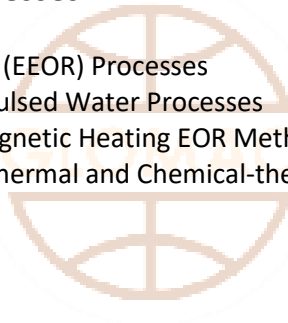 (EEOR) Processes
ulsed Water Processes
gnetic Heating EOR Meth
hermal and Chemical-the